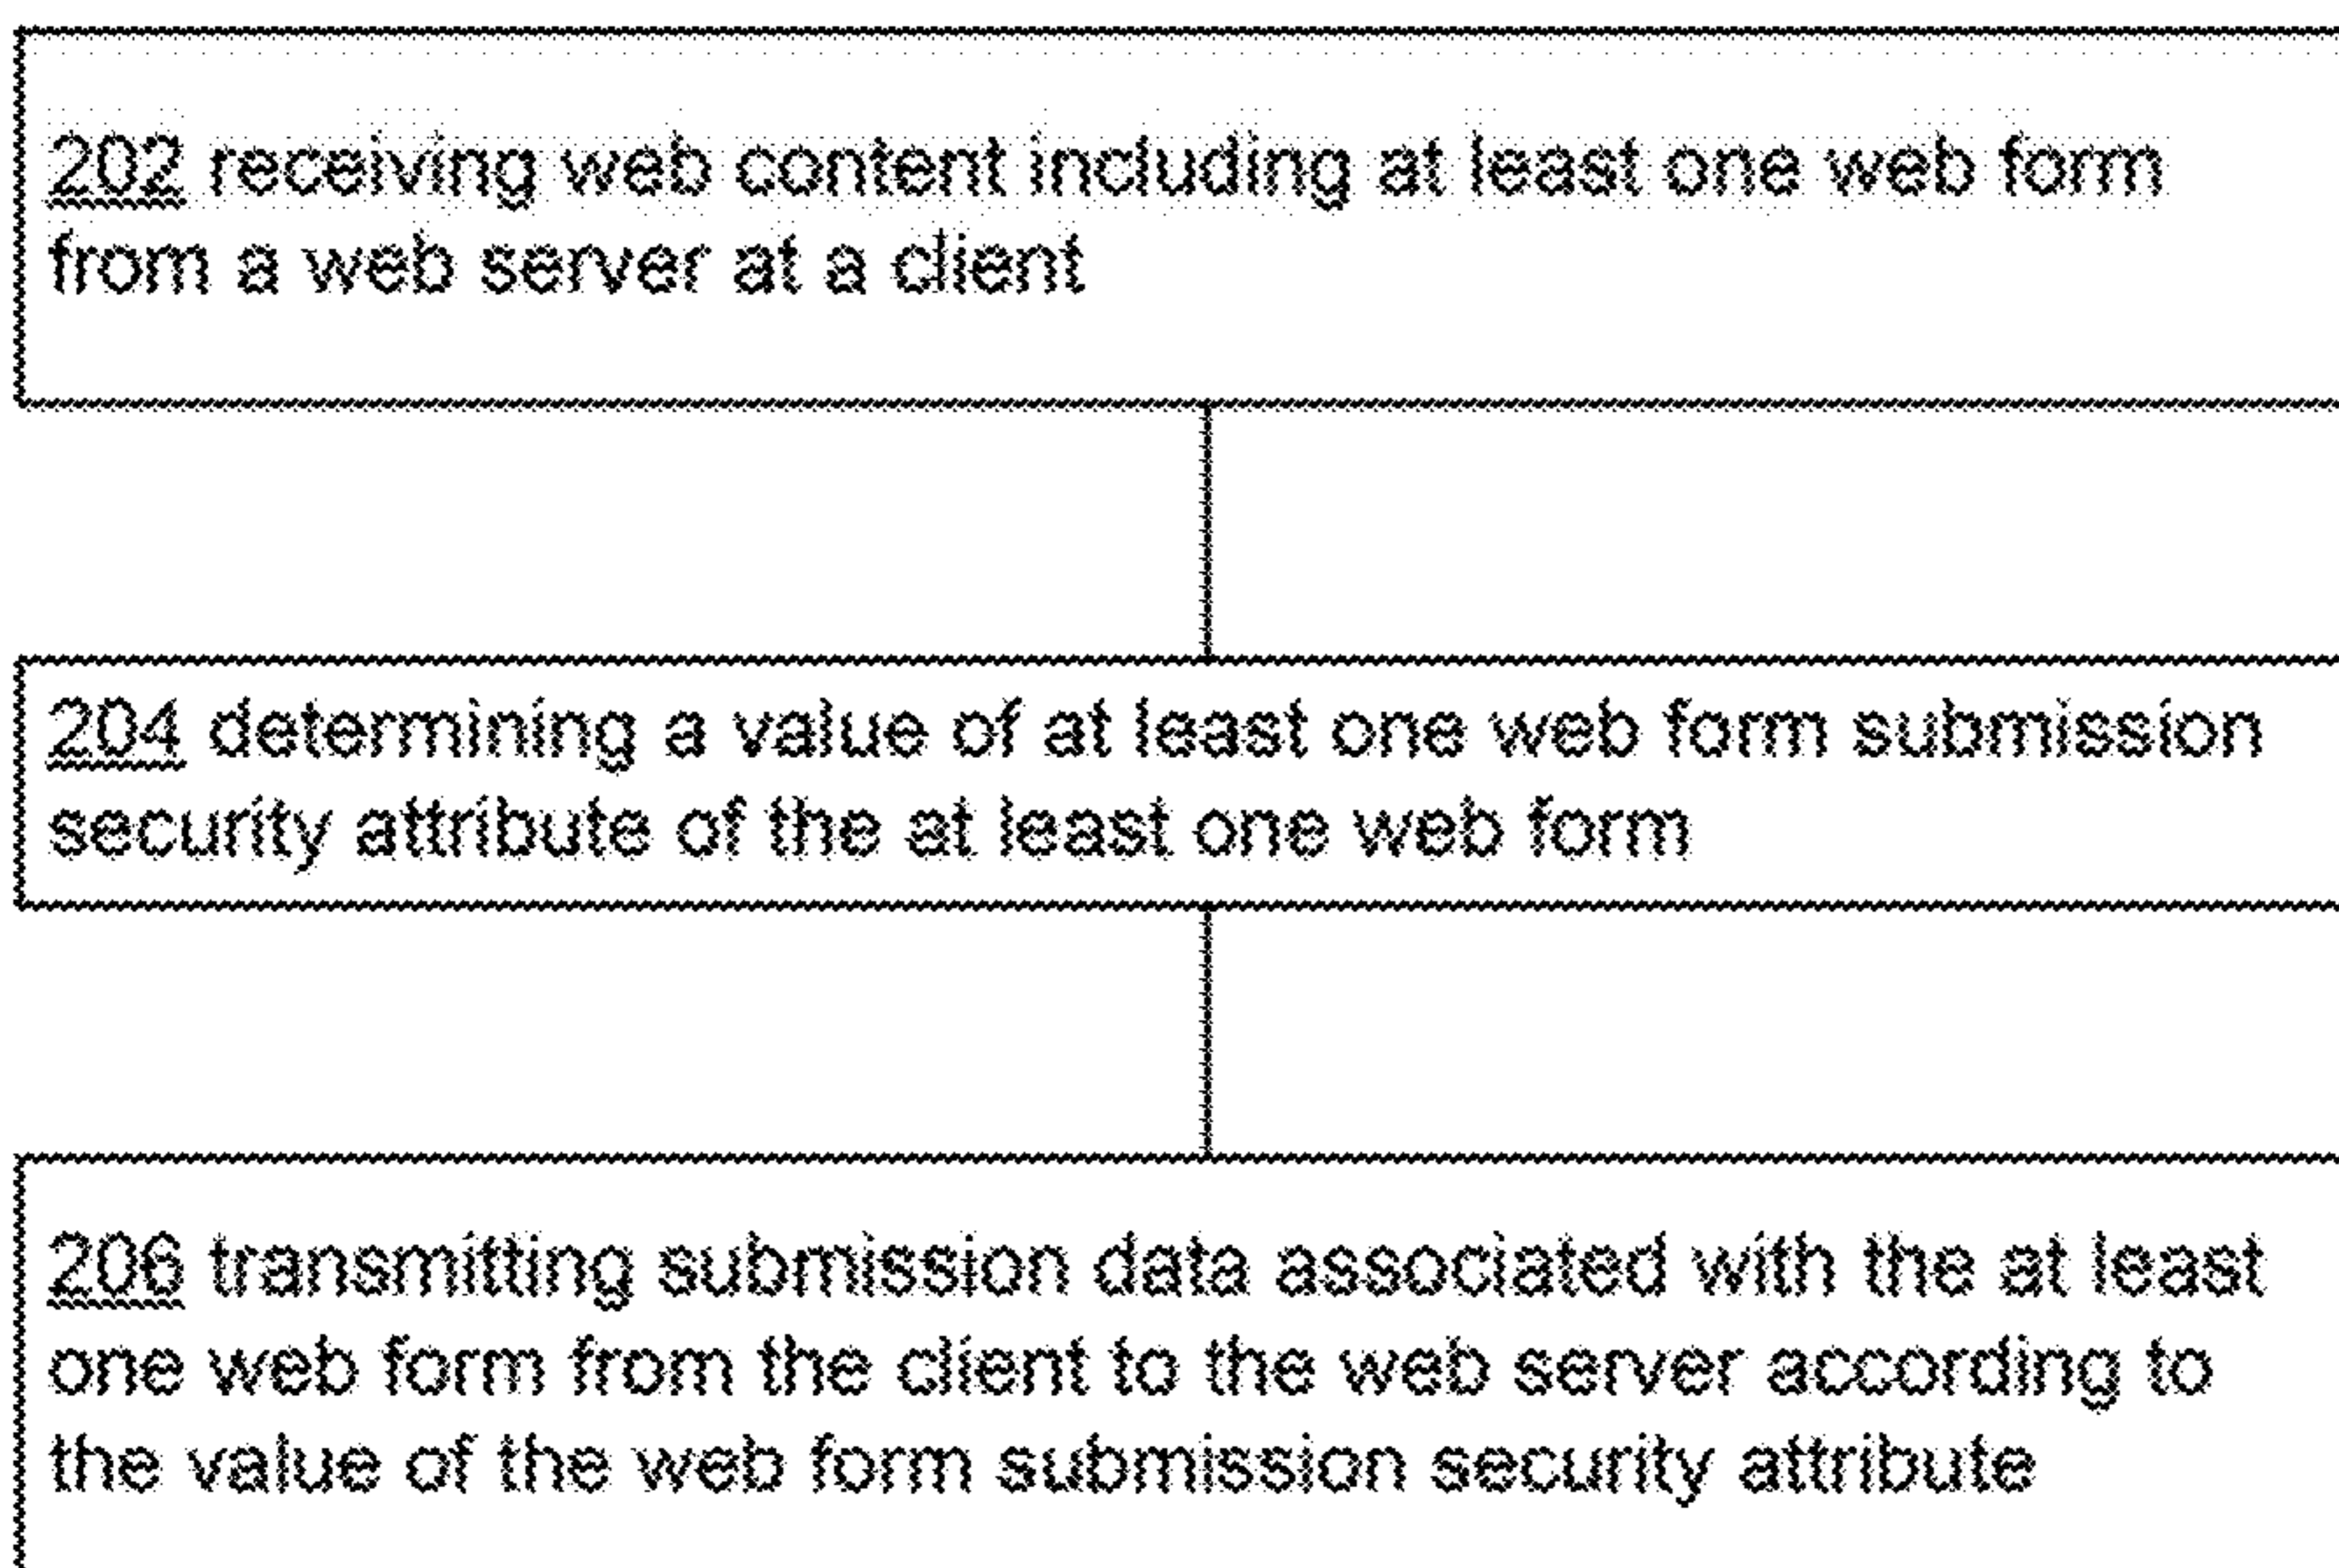 202 receiving web content including at least one web form
from a web server at a client
204 determining a value of at least one web form submission
security attribute of the at least one web form
206 transmitting submission data associated with the at least
one web form from the client to the web server according to
the value of the web form submission security attribute